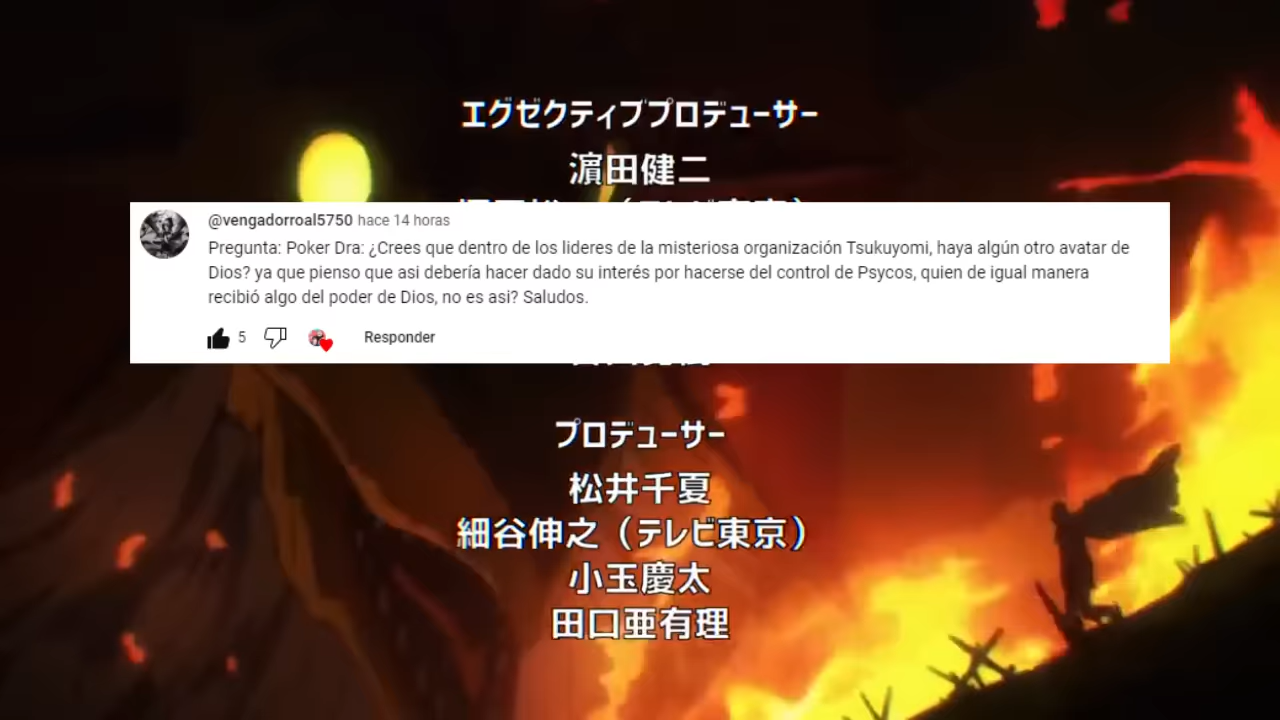 エグゼクティブプロデューサー
濵田健二
@vengadorroal5750 hace 14 horas
Pregunta: Poker Dra: ¿Crees que dentro de los lideres de la misteriosa organización Tsukuyomi, haya algún otro avatar de
Dios? ya que pienso que asi debería hacer dado su interés por hacerse del control de Psycos, quien de igual manera
recibió algo del poder de Dios, no es asi? Saludos.
5 Responder
プロデューサー
松井千夏
細谷伸之（テレビ東京）
小玉慶太
田口亜有理